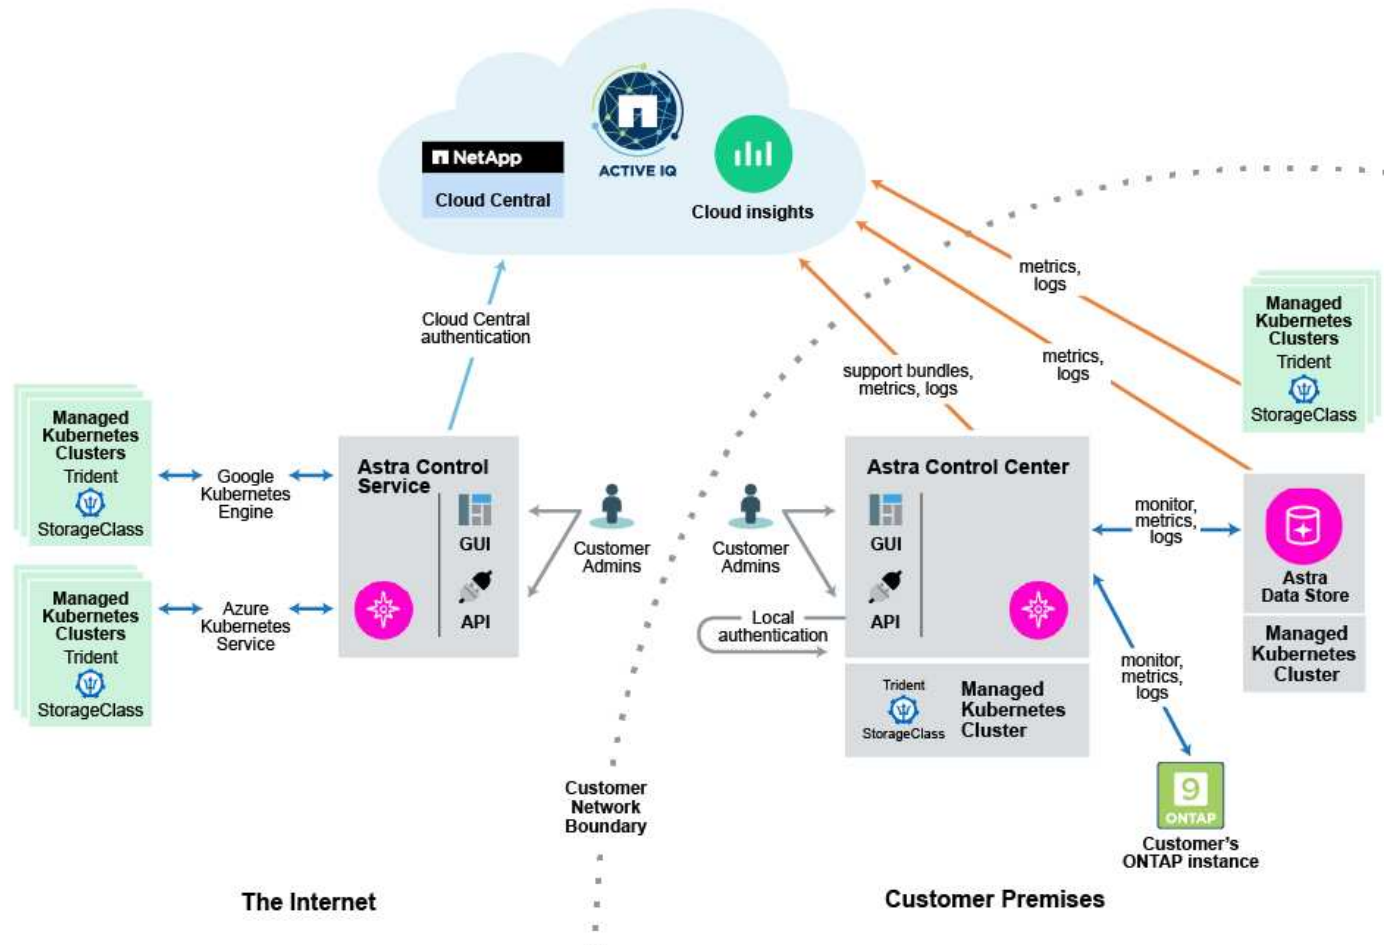 NetApp
Cloud Central
ACTIVE IQ
Cloud insights
Cloud Central
authentication
metrics,
logs
metrics,
logs
support bundles,
metrics, logs
Managed
Kubernetes
Clusters
Trident
StorageClass
Managed
Kubernetes
Clusters
Trident
StorageClass
Google
Kubernetes
Engine
Managed
Kubernetes
Clusters
Trident
StorageClass
Azure
Kubernetes
Service
Astra Control
Service
GUI
API
Customer
Admins
Customer
Admins
Astra Control Center
GUI
API
Local
authentication
Trident
StorageClass
Managed
Kubernetes
Cluster
monitor,
metrics,
logs
Astra
Data Store
Managed
Kubernetes
Cluster
monitor,
metrics,
logs
9
ONTAP
Customer's
ONTAP instance
Customer
Network
Boundary
The Internet
Customer Premises